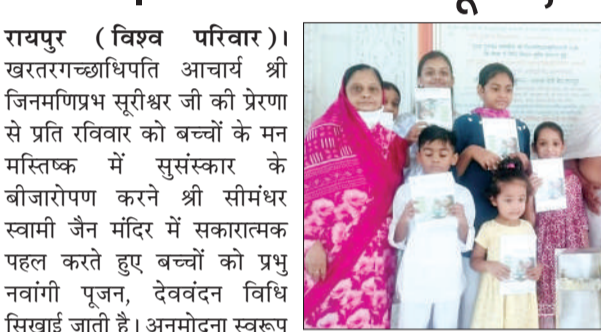 रायपुर (विश्व परिवार)।
खरतरगच्छाधिपति आचार्य श्री
जिनमणिप्रभ सूरीश्वर जी की प्रेरणा
से प्रति रविवार को बच्चों के मन
मस्तिष्क में सुसंस्कार के
बीजारोपण करने श्री सीमंधर
स्वामी जैन मंदिर में सकारात्मक
पहल करते हुए बच्चों को प्रभु
नवांगी पूजन, देववंदन विधि
सिखाई जाती है। अनुमोदना स्वरूप